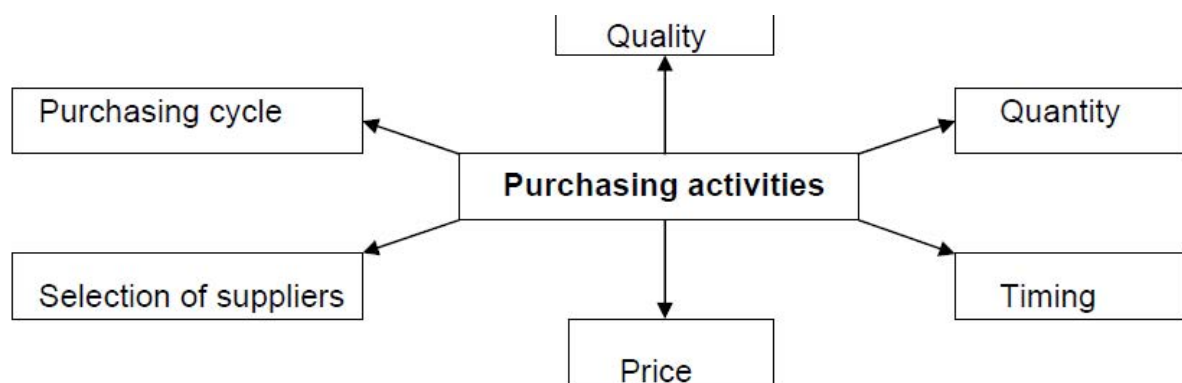 Quality
Purchasing cycle
Quantity
Purchasing activities
Selection of suppliers
Timing
Price